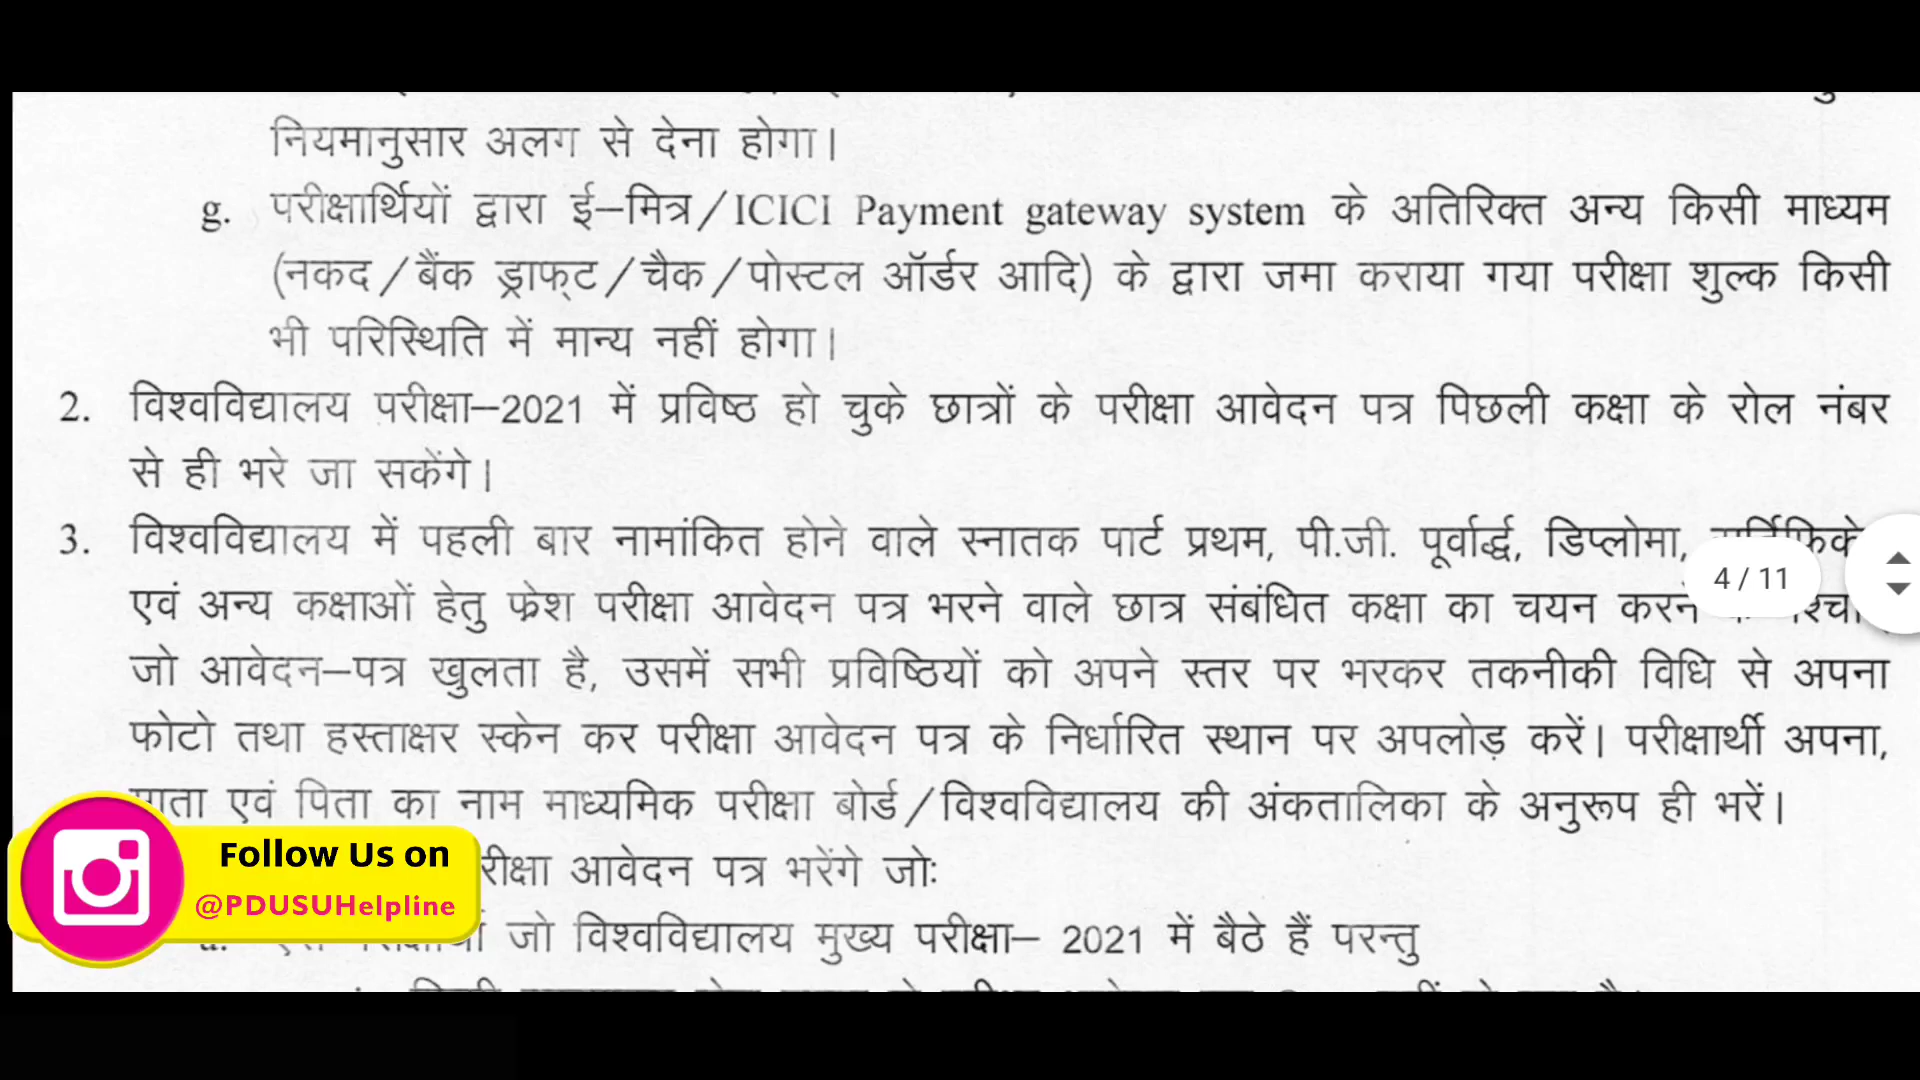 नियमानुसार अलग से देना होगा।
g. परीक्षार्थियों द्वारा ई–मित्र/ICICI Payment gateway system के अतिरिक्त अन्य किसी माध्यम
(नकद/बैंक ड्राफ्ट/चैक/पोस्टल ऑर्डर आदि) के द्वारा जमा कराया गया परीक्षा शुल्क किसी
भी परिस्थिति में मान्य नहीं होगा।
2. विश्वविद्यालय परीक्षा–2021 में प्रविष्ठ हो चुके छात्रों के परीक्षा आवेदन पत्र पिछली कक्षा के रोल नंबर
से ही भरे जा सकेंगे।
3. विश्वविद्यालय में पहली बार नामांकित होने वाले स्नातक पार्ट प्रथम, पी.जी. पूर्वार्द्ध, डिप्लोमा,
एवं अन्य कक्षाओं हेतु फ्रेश परीक्षा आवेदन पत्र भरने वाले छात्र संबंधित कक्षा का चयन करने
4 / 11
जो आवेदन–पत्र खुलता है, उसमें सभी प्रविष्ठियों को अपने स्तर पर भरकर तकनीकी विधि से अपना
फोटो तथा हस्ताक्षर स्केन कर परीक्षा आवेदन पत्र के निर्धारित स्थान पर अपलोड़ करें। परीक्षार्थी अपना,
माता एवं पिता का नाम माध्यमिक परीक्षा बोर्ड/विश्वविद्यालय की अंकतालिका के अनुरूप ही भरें।
परीक्षा आवेदन पत्र भरेंगे जोः
जो विश्वविद्यालय मुख्य परीक्षा– 2021 में बैठे हैं परन्तु
Follow Us on
@PDUSUHelpline